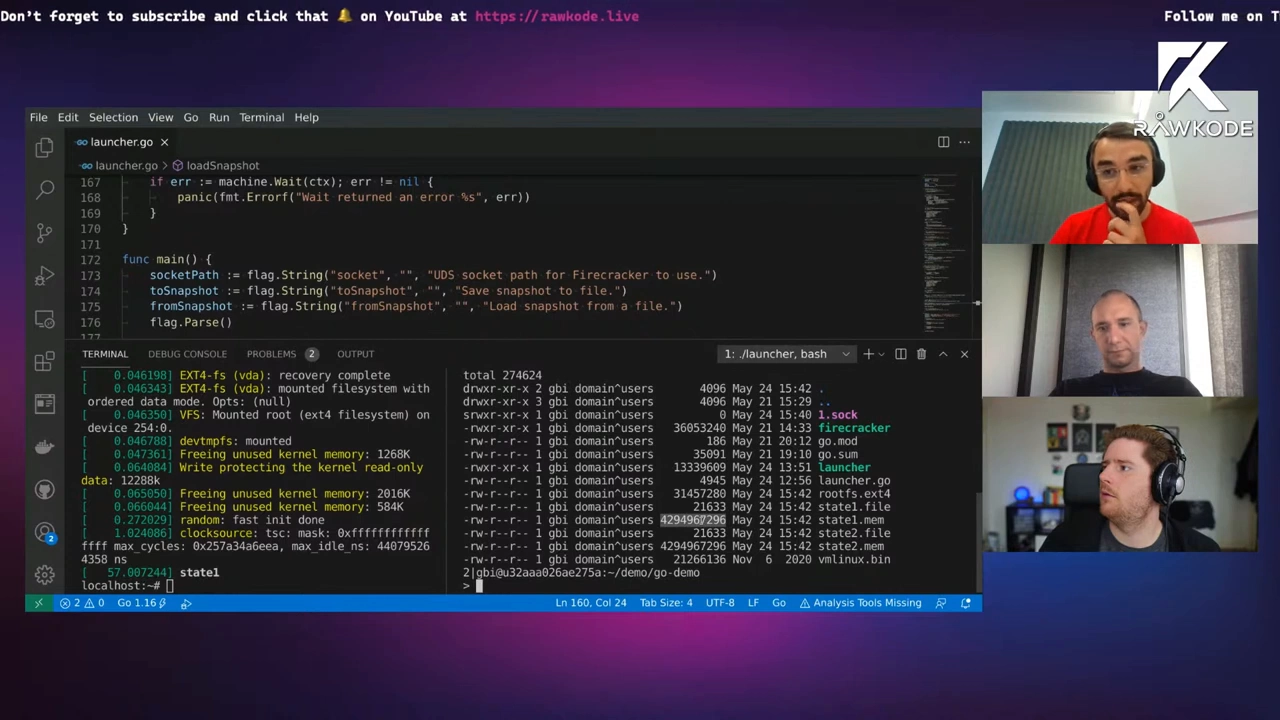 Don't forget to subscribe and click that 🔔 on YouTube at https://rawkode.live
Follow me on T
RAWKODE
File Edit Selection View Go Run Terminal Help
launcher.go
launcher.go > loadSnapshot
167 if err := machine.Wait(ctx); err != nil {
168 panic(fmt.Errorf("Wait returned an error %s", err))
169 }
170 }
171
172 func main() {
173 socketPath := flag.String("socket", "", "UDS socket path for Firecracker to use.")
174 toSnapshot := flag.String("toSnapshot", "", "Save snapshot to file.")
175 fromSnapshot := flag.String("fromSnapshot", "", "Load snapshot from a file.")
176 flag.Parse()
177
TERMINAL DEBUG CONSOLE PROBLEMS 2 OUTPUT
1: ./launcher, bash
[ 0.046198] EXT4-fs (vda): recovery complete
[ 0.046343] EXT4-fs (vda): mounted filesystem with
ordered data mode. Opts: (null)
[ 0.046350] VFS: Mounted root (ext4 filesystem) on
device 254:0.
[ 0.046788] devtmpfs: mounted
[ 0.047361] Freeing unused kernel memory: 1268K
[ 0.064084] Write protecting the kernel read-only
data: 12288k
[ 0.065050] Freeing unused kernel memory: 2016K
[ 0.066044] Freeing unused kernel memory: 584K
[ 0.272029] random: fast init done
[ 1.024086] clocksource: tsc: mask: 0xffffffffffff
ffff max_cycles: 0x257a34a6eea, max_idle_ns: 44079526
4358 ns
[ 57.007244] state1
localhost:~#
total 274624
drwxr-xr-x 2 gbi domain^users 4096 May 24 15:42 .
drwxr-xr-x 3 gbi domain^users 4096 May 21 15:29 ..
srwxr-xr-x 1 gbi domain^users 0 May 24 15:40 1.sock
-rwxr-xr-x 1 gbi domain^users 36053240 May 21 14:33 firecracker
-rw-r--r-- 1 gbi domain^users 186 May 21 20:12 go.mod
-rw-r--r-- 1 gbi domain^users 35091 May 21 19:10 go.sum
-rwxr-xr-x 1 gbi domain^users 13339609 May 24 13:51 launcher
-rw-r--r-- 1 gbi domain^users 4945 May 24 12:56 launcher.go
-rw-r--r-- 1 gbi domain^users 31457280 May 24 15:42 rootfs.ext4
-rw-r--r-- 1 gbi domain^users 21633 May 24 15:42 state1.file
-rw-r--r-- 1 gbi domain^users 4294967296 May 24 15:42 state1.mem
-rw-r--r-- 1 gbi domain^users 21633 May 24 15:42 state2.file
-rw-r--r-- 1 gbi domain^users 4294967296 May 24 15:42 state2.mem
-rw-r--r-- 1 gbi domain^users 21266136 Nov 6 2020 vmlinux.bin
2|gbi@u32aaa026ae275a:~/demo/go-demo
>
2
2 0 Go 1.16 Ln 160, Col 24 Tab Size: 4 UTF-8 LF Go Analysis Tools Missing